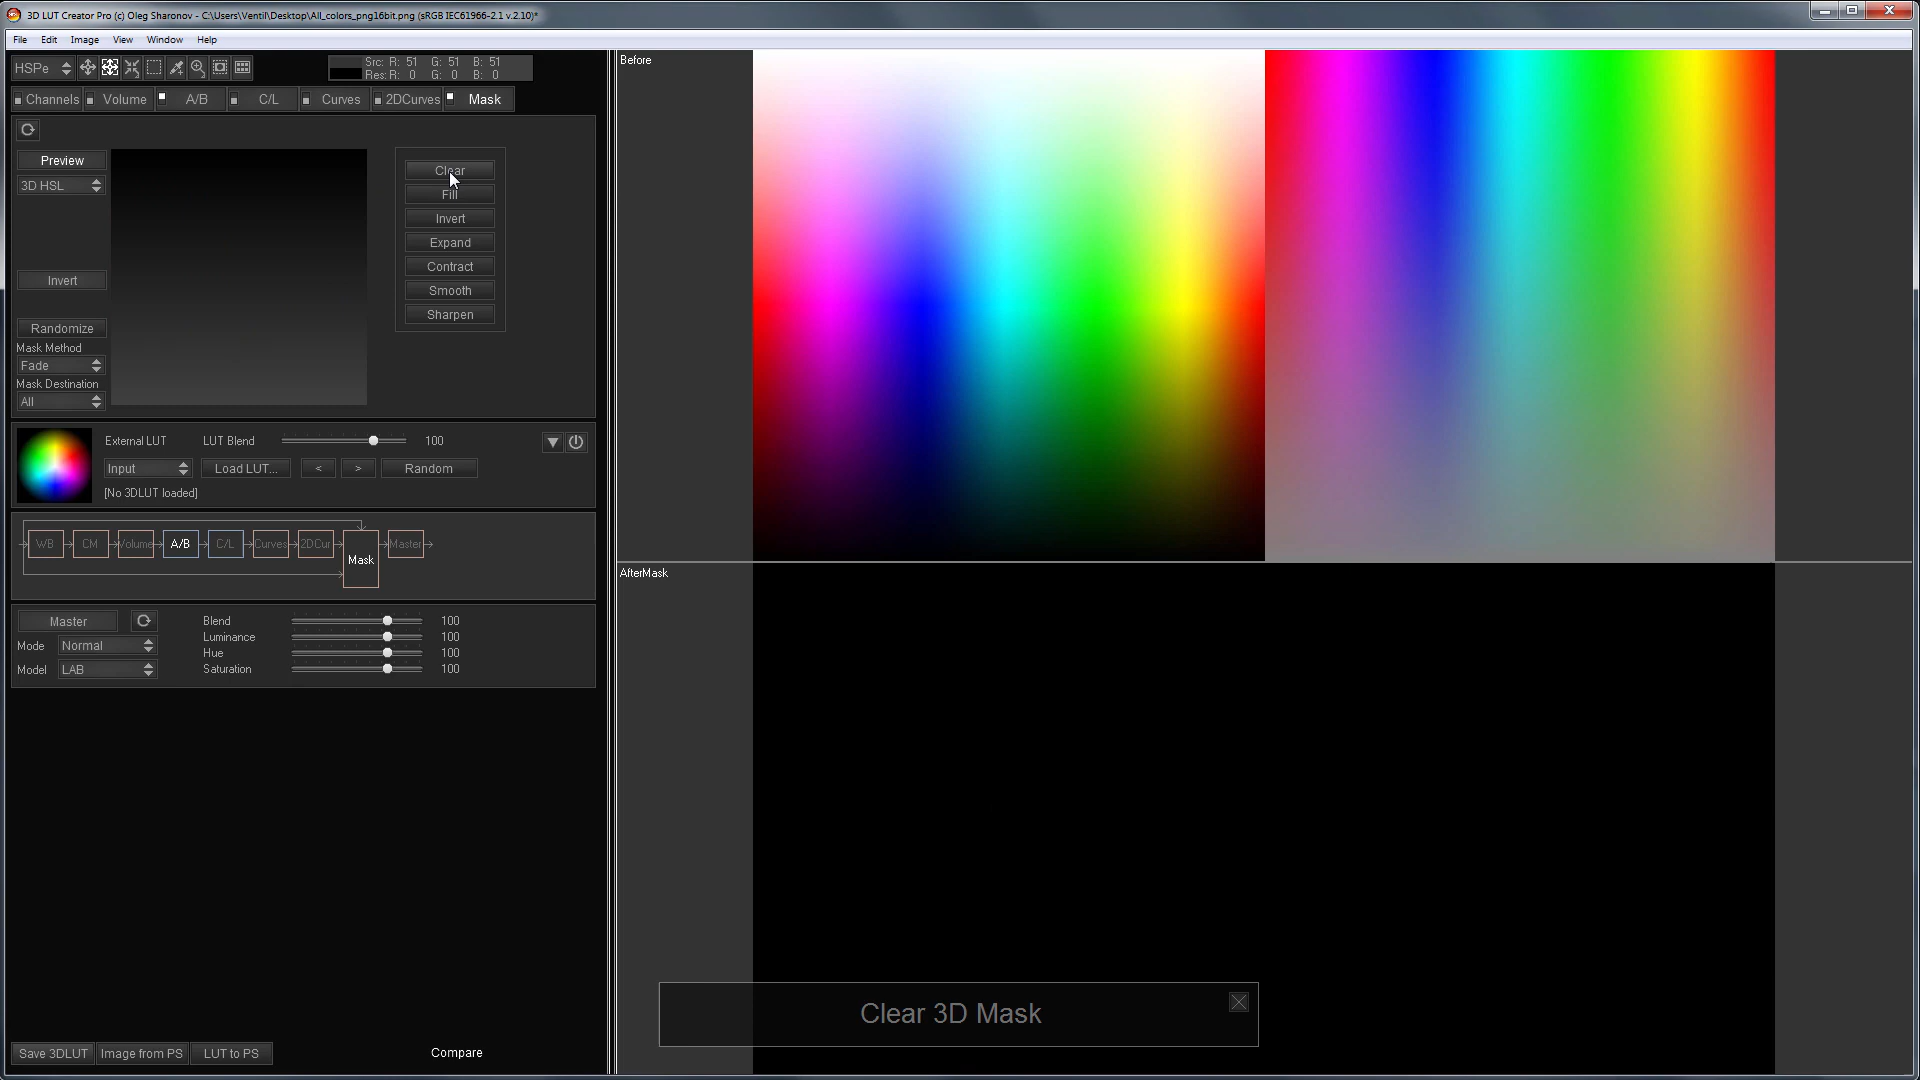 3D LUT Creator Pro (c) Oleg Sharonov - C:\Users\Ventil\Desktop\All_colors_png16bit.png (sRGB IEC61966-2.1 v.2.10)*
File Edit Image View Window Help
HSPe
Src: R: 51 G: 51 B: 51
Res: R: 0 G: 0 B: 0
Channels Volume A/B C/L Curves 2DCurves Mask
Preview
3D HSL
Invert
Randomize
Mask Method
Fade
Mask Destination
All
Clear
Fill
Invert
Expand
Contract
Smooth
Sharpen
External LUT LUT Blend 100
Input Load LUT... < > Random
[No 3DLUT loaded]
WB CM Volume A/B C/L Curves 2DCur Mask Master
Master
Mode Normal
Model LAB
Blend 100
Luminance 100
Hue 100
Saturation 100
Save 3DLUT Image from PS LUT to PS Compare
Before
AfterMask
Clear 3D Mask